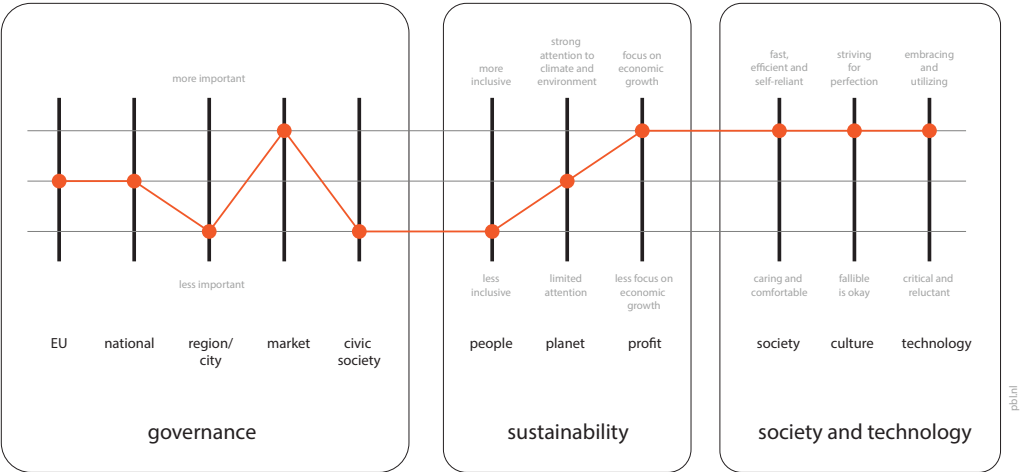 more important
less important
EU
national
region/
city
market
civic
society
governance
more
inclusive
strong
attention to
climate and
environment
focus on
economic
growth
less
inclusive
limited
attention
less focus on
economic
growth
people
planet
profit
sustainability
fast,
efficient and
self-reliant
striving
for
perfection
embracing
and
utilizing
caring and
comfortable
fallible
is okay
critical and
reluctant
society
culture
technology
society and technology
pbl.nl